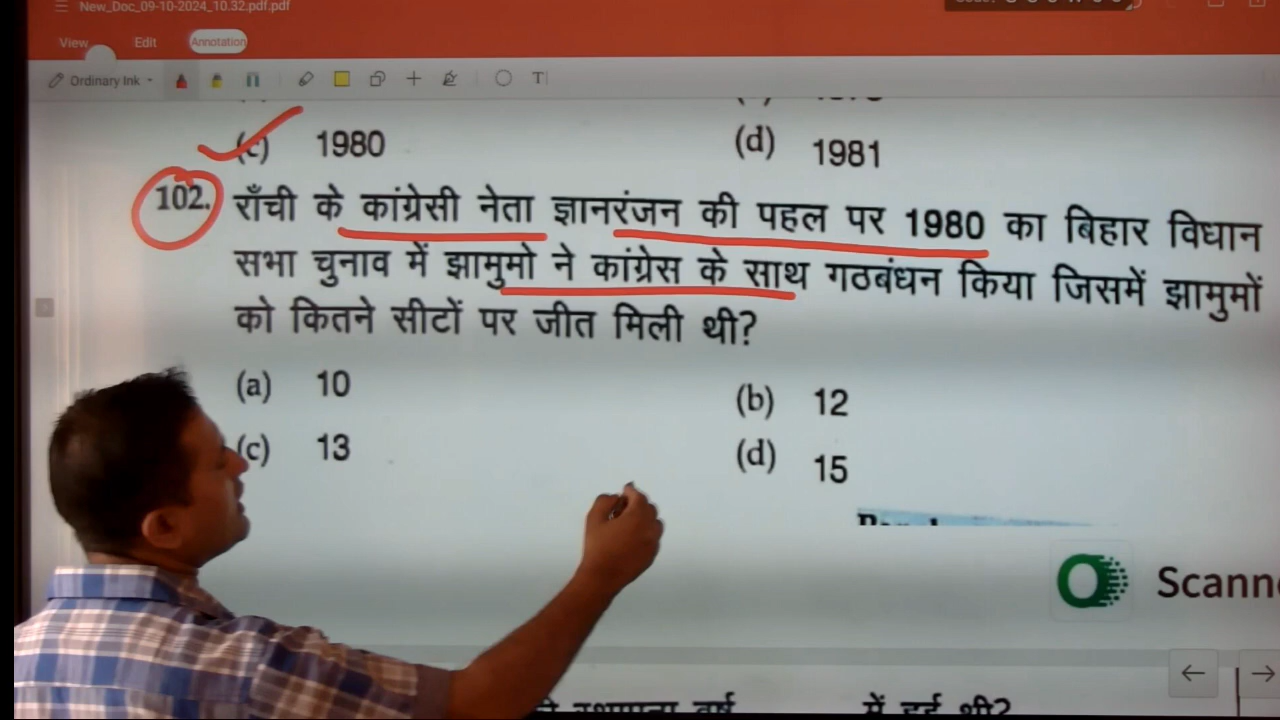 New_Doc_09-10-2024_10.32.pdf.pdf
View Edit Annotation
Ordinary Ink
(c) 1980 (d) 1981
102. राँची के कांग्रेसी नेता ज्ञानरंजन की पहल पर 1980 का बिहार विधान
सभा चुनाव में झामुमो ने कांग्रेस के साथ गठबंधन किया जिसमें झामुमों
को कितने सीटों पर जीत मिली थी?
(a) 10 (b) 12
(c) 13 (d) 15